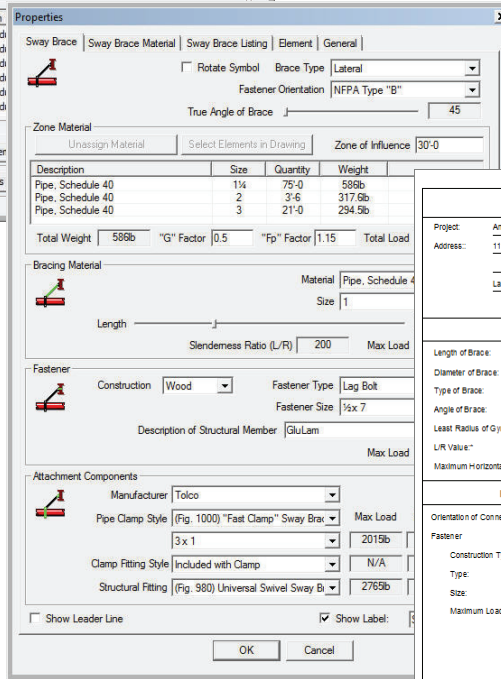 Properties
Sway Brace Sway Brace Material Sway Brace Listing Element General
Rotate Symbol Brace Type Lateral
Fastener Orientation NFPA Type "B"
True Angle of Brace 45
Zone Material
Unassign Material Select Elements in Drawing Zone of Influence 30'-0
Description Size Quantity Weight
Pipe, Schedule 40 1¼ 75'-0 586lb
Pipe, Schedule 40 2 3'-6 317.6lb
Pipe, Schedule 40 3 21'-0 294.5lb
Total Weight 586lb "G" Factor 0.5 "Fp" Factor 1.15 Total Load
Bracing Material
Material Pipe, Schedule 4
Size 1
Length
Slenderness Ratio (L/R) 200 Max Load
Fastener
Construction Wood Fastener Type Lag Bolt
Fastener Size ½x 7
Description of Structural Member GluLam
Max Load
Attachment Components
Manufacturer Tolco
Pipe Clamp Style (Fig. 1000) "Fast Clamp" Sway Brac Max Load
3 x 1 2015lb
Clamp Fitting Style Included with Clamp N/A
Structural Fitting (Fig. 980) Universal Swivel Sway Br 2765lb
Show Leader Line Show Label: S
OK Cancel
Project: An
Address: 11
La
Length of Brace:
Diameter of Brace:
Type of Brace:
Angle of Brace:
Least Radius of Gy
L/R Value:*
Maximum Horizonta
Orientation of Conne
Fastener
Construction T
Type:
Size:
Maximum Load